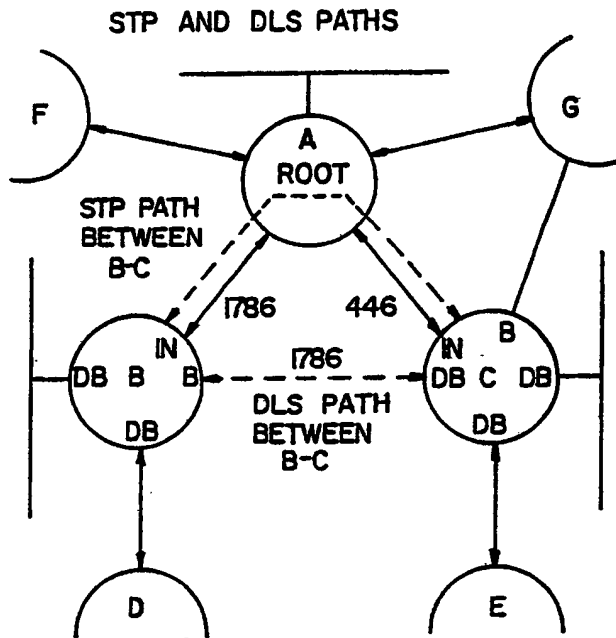 STP AND DLS PATHS
F
G
A
ROOT
STP PATH
BETWEEN
B-C
1786
446
IN
IN
B
1786
DB B B
DB C DB
DLS PATH
BETWEEN
B-C
DB
DB
D
E